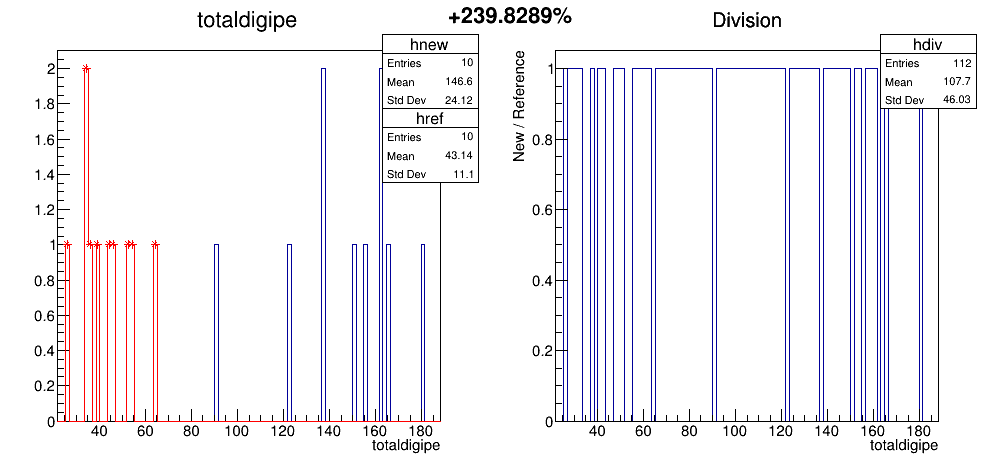 totaldigipe
+239.8289%
Division
hnew
Entries 10
Mean 146.6
Std Dev 24.12
href
Entries 10
Mean 43.14
Std Dev 11.1
2
1.8
1.6
1.4
1.2
1
0.8
0.6
0.4
0.2
0
40 60 80 100 120 140 160 180
totaldigipe
hdiv
Entries 112
Mean 107.7
Std Dev 46.03
New / Reference
1
0.8
0.6
0.4
0.2
0
40 60 80 100 120 140 160 180
totaldigipe